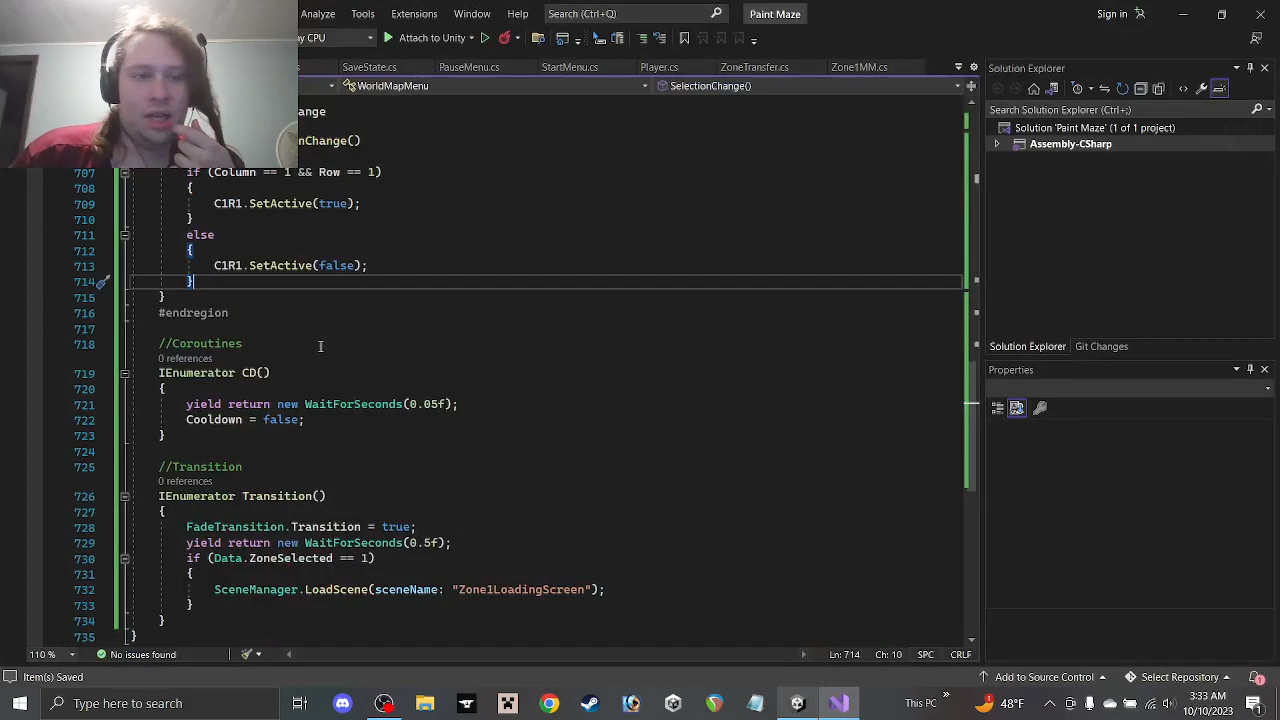 Analyze Tools Extensions Window Help Search (Ctrl+Q) Paint Maze Sign in
CPU Attach to Unity
SaveState.cs PauseMenu.cs StartMenu.cs Player.cs ZoneTransfer.cs Zone1MM.cs
WorldMapMenu SelectionChange()
Solution Explorer
Search Solution Explorer (Ctrl+;)
Solution 'Paint Maze' (1 of 1 project)
Assembly-CSharp
Solution Explorer Git Changes
Properties
707 if (Column == 1 && Row == 1)
708 {
709 C1R1.SetActive(true);
710 }
711 else
712 {
713 C1R1.SetActive(false);
714 }
715 }
716 #endregion
717
718 //Coroutines
0 references
719 IEnumerator CD()
720 {
721 yield return new WaitForSeconds(0.05f);
722 Cooldown = false;
723 }
724
725 //Transition
0 references
726 IEnumerator Transition()
727 {
728 FadeTransition.Transition = true;
729 yield return new WaitForSeconds(0.5f);
730 if (Data.ZoneSelected == 1)
731 {
732 SceneManager.LoadScene(sceneName: "Zone1LoadingScreen");
733 }
734 }
735 }
110 % No issues found Ln: 714 Ch: 10 SPC CRLF
Item(s) Saved Add to Source Control Select Repository 1
Type here to search This PC 48°F 3:33 AM
10/10/2023